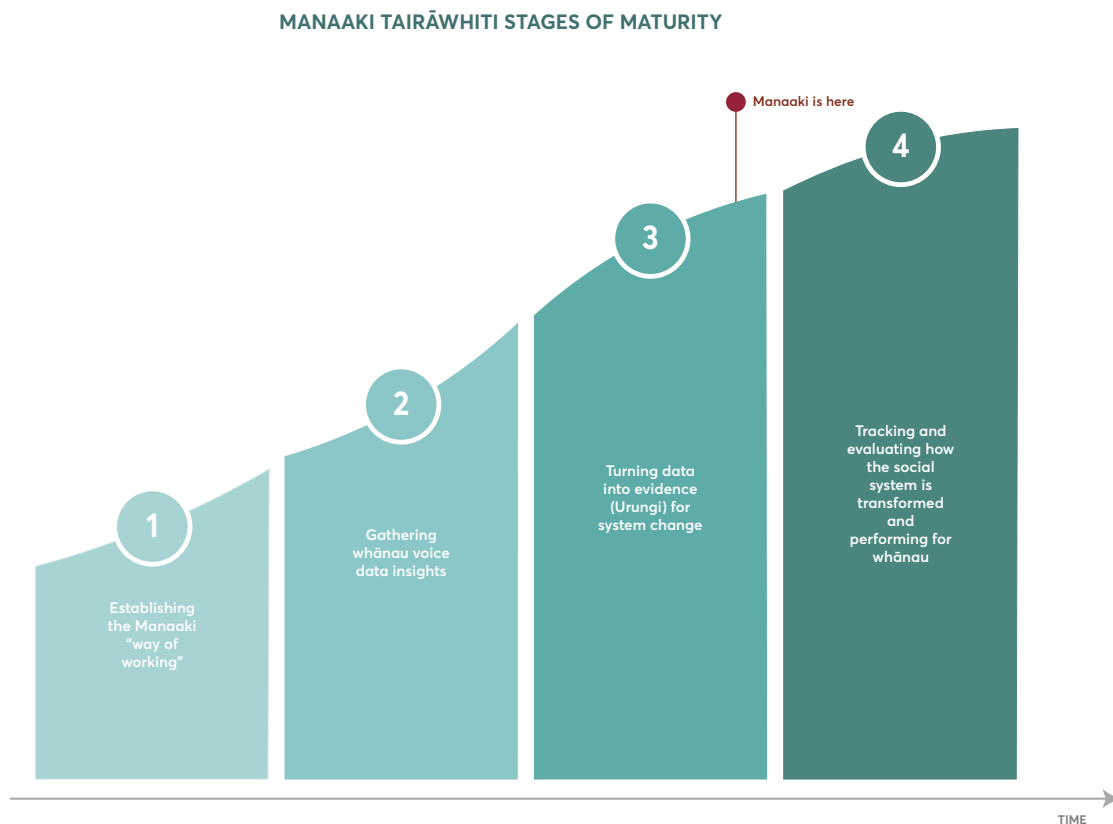 MANAAKI TAIRĀWHITI STAGES OF MATURITY
Manaaki is here
1
Establishing
the Manaaki
“way of
working”
2
Gathering
whānau voice
data insights
3
Turning data
into evidence
(Urungi) for
system change
4
Tracking and
evaluating how
the social
system is
transformed
and
performing for
whānau
TIME